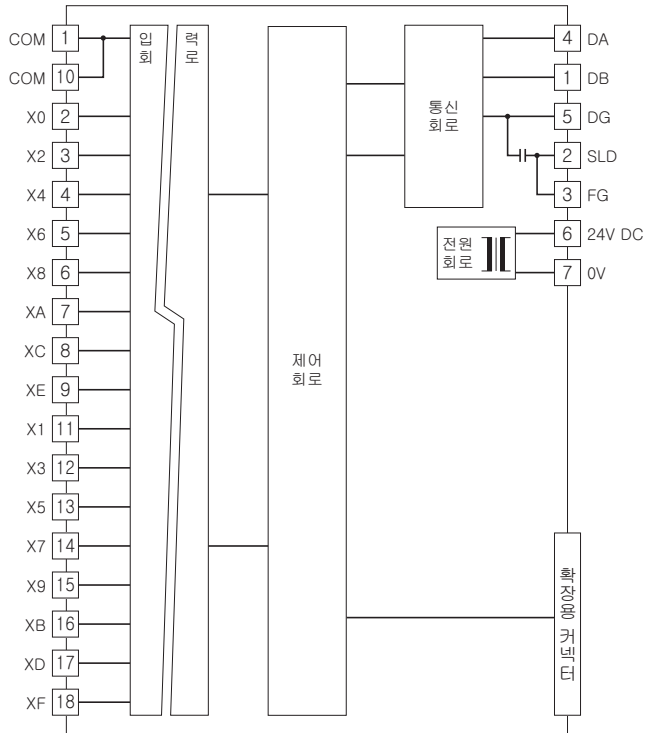 COM 1
COM 10
X0 2
X2 3
X4 4
X6 5
X8 6
XA 7
XC 8
XE 9
X1 11
X3 12
X5 13
X7 14
X9 15
XB 16
XD 17
XF 18
입 력
회 로
제어
회로
통신
회로
전원
회로
4 DA
1 DB
5 DG
2 SLD
3 FG
6 24V DC
7 0V
확장용 커넥터